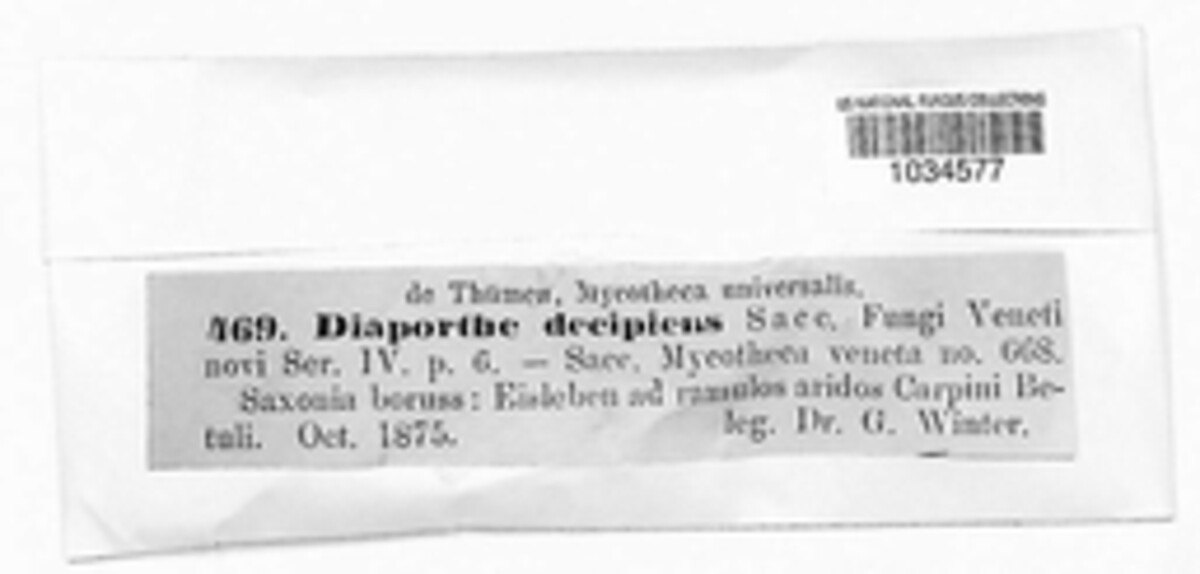 US NATIONAL FUNGUS COLLECTIONS
1034577
de Thümen, Mycotheca universalis.
469. Diaporthe decipiens Sacc. Fungi Veneti
novi Ser. IV. p. 6. — Sacc. Mycotheca veneta no. 668.
Saxonia boruss: Eisleben ad ramulos aridos Carpini Be-
tuli. Oct. 1875. leg. Dr. G. Winter.